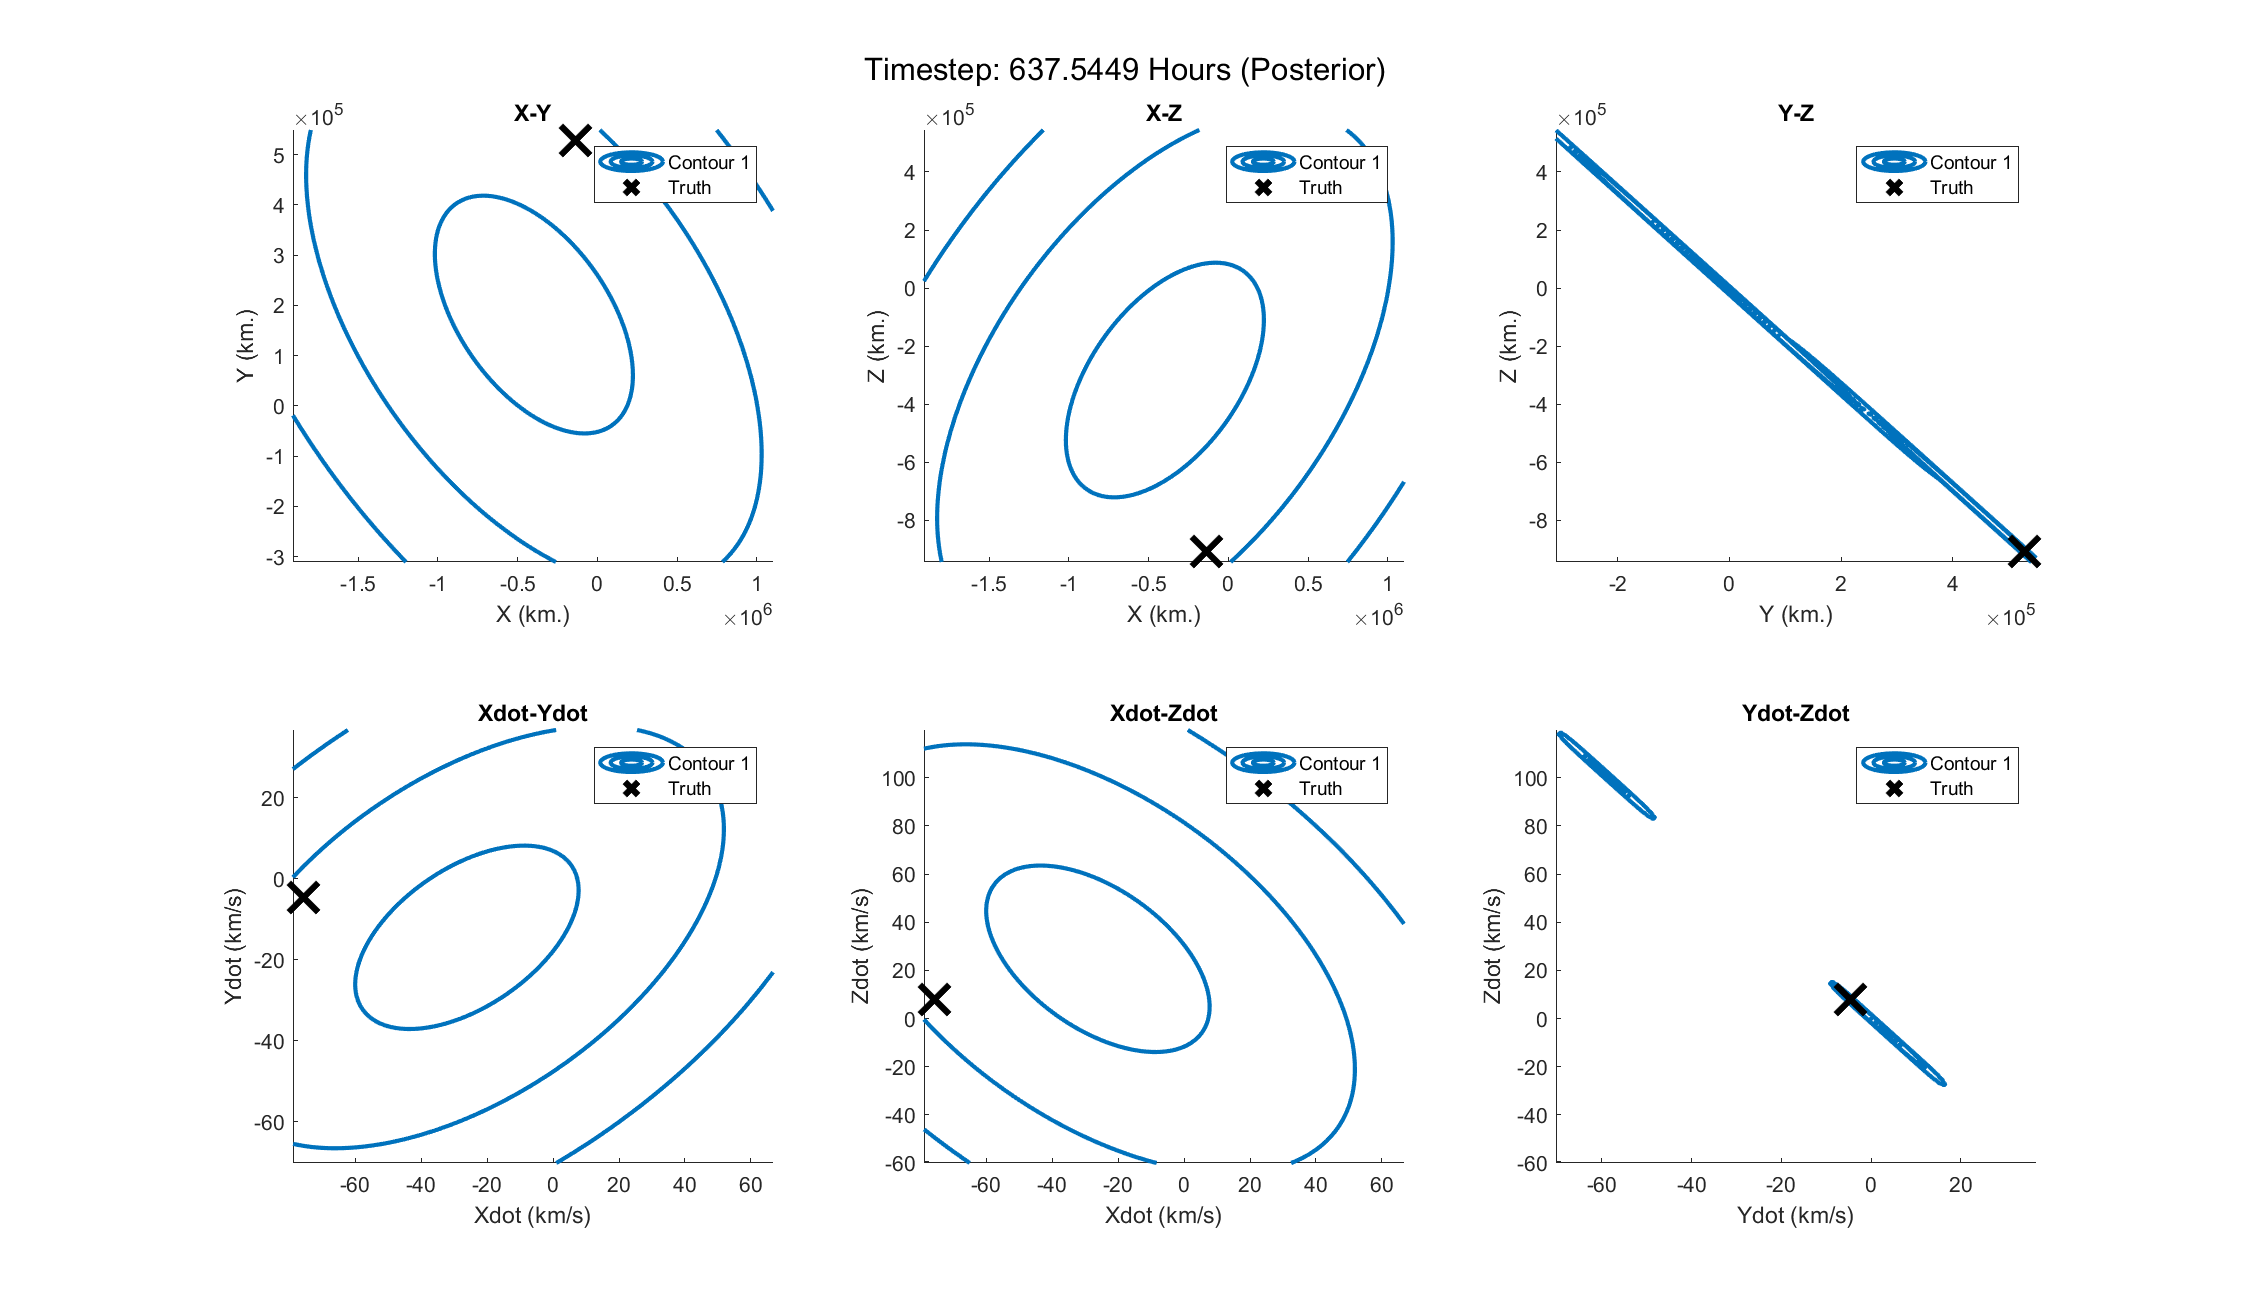 Timestep: 637.5449 Hours (Posterior)
X-Y
×10^5
5
4
3
2
1
0
-1
-2
-3
Y (km.)
-1.5 -1 -0.5 0 0.5 1
X (km.)
×10^6
Contour 1
Truth
X-Z
×10^5
4
2
0
-2
-4
-6
-8
Z (km.)
-1.5 -1 -0.5 0 0.5 1
X (km.)
×10^6
Contour 1
Truth
Y-Z
×10^5
4
2
0
-2
-4
-6
-8
Z (km.)
-2 0 2 4
Y (km.)
×10^5
Contour 1
Truth
Xdot-Ydot
20
0
-20
-40
-60
Ydot (km/s)
-60 -40 -20 0 20 40 60
Xdot (km/s)
Contour 1
Truth
Xdot-Zdot
100
80
60
40
20
0
-20
-40
-60
Zdot (km/s)
-60 -40 -20 0 20 40 60
Xdot (km/s)
Contour 1
Truth
Ydot-Zdot
100
80
60
40
20
0
-20
-40
-60
Zdot (km/s)
-60 -40 -20 0 20
Ydot (km/s)
Contour 1
Truth